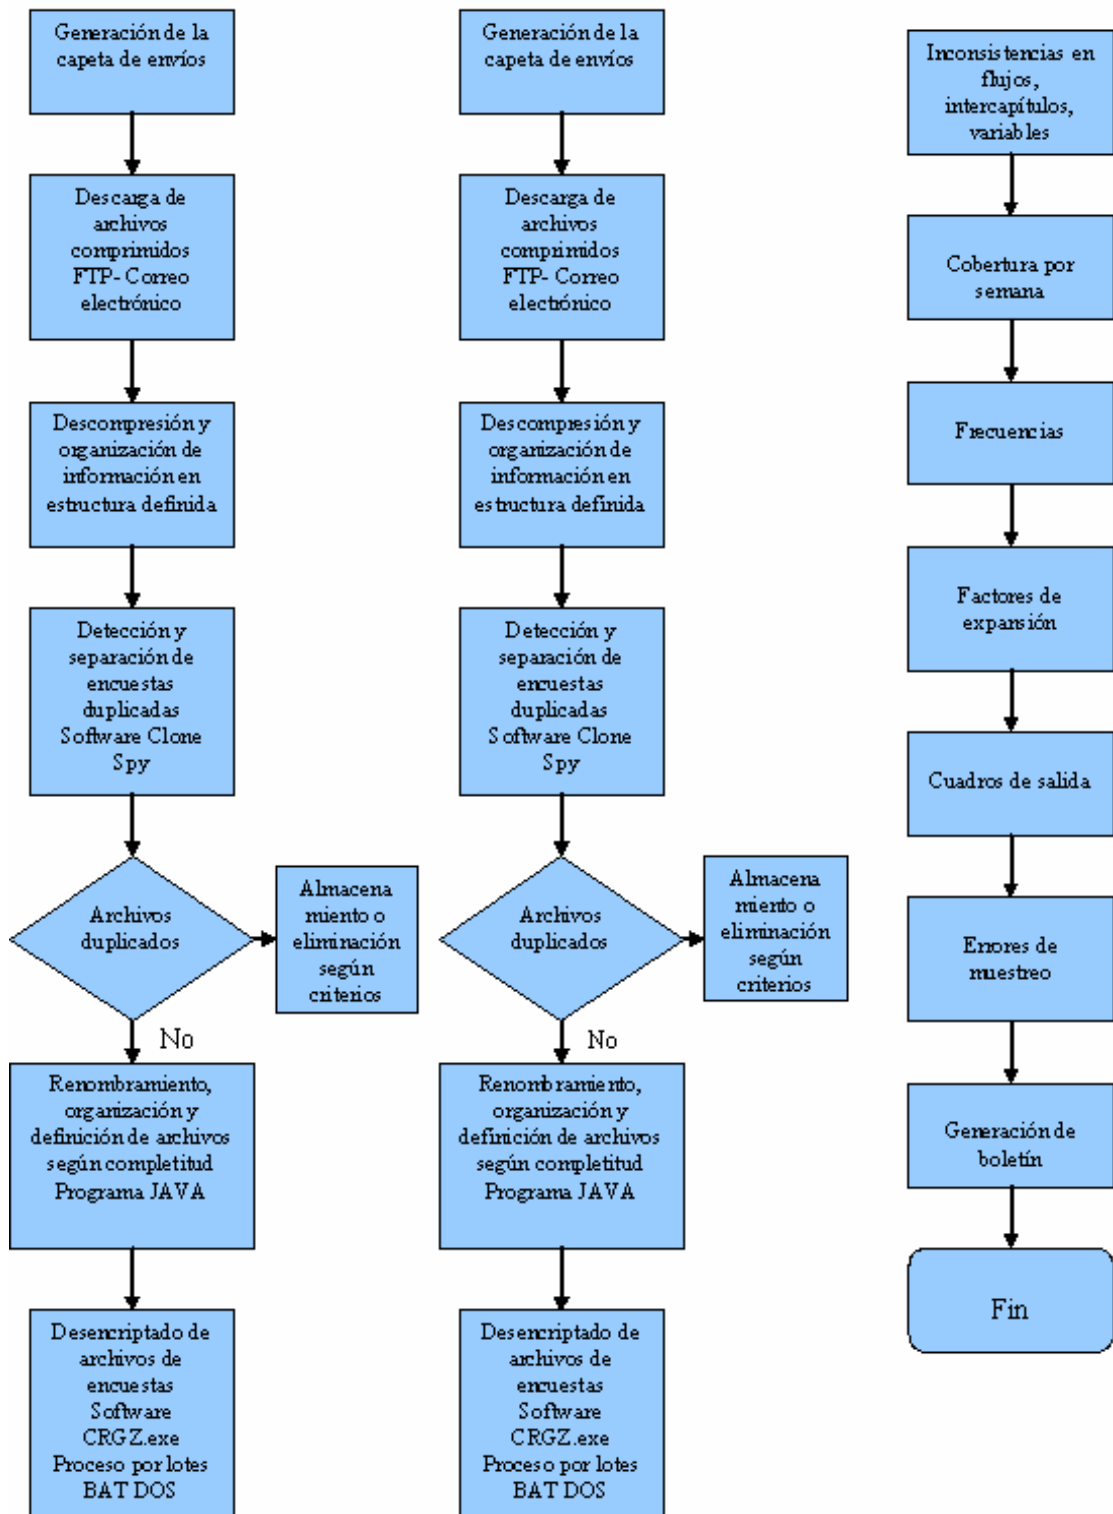 Generación de la
capeta de envíos
Descarga de
archivos
comprimidos
FTP- Correo
electrónico
Descompresión y
organización de
información en
estructura definida
Detección y
separación de
encuestas
duplicadas
Software Clone
Spy
Archivos
duplicados
Almacena
miento o
eliminación
según
criterios
No
Renombramiento,
organización y
definición de archivos
según completitud
Programa JAVA
Desencriptado de
archivos de
encuestas
Software
CRGZ.exe
Proceso por lotes
BAT DOS
Generación de la
capeta de envíos
Descarga de
archivos
comprimidos
FTP- Correo
electrónico
Descompresión y
organización de
información en
estructura definida
Detección y
separación de
encuestas
duplicadas
Software Clone
Spy
Archivos
duplicados
Almacena
miento o
eliminación
según
criterios
No
Renombramiento,
organización y
definición de archivos
según completitud
Programa JAVA
Desencriptado de
archivos de
encuestas
Software
CRGZ.exe
Proceso por lotes
BAT DOS
Inconsistencias en
flujos,
intercapítulos,
variables
Cobertura por
semana
Frecuencias
Factores de
expansión
Cuadros de salida
Errores de
muestreo
Generación de
boletín
Fin